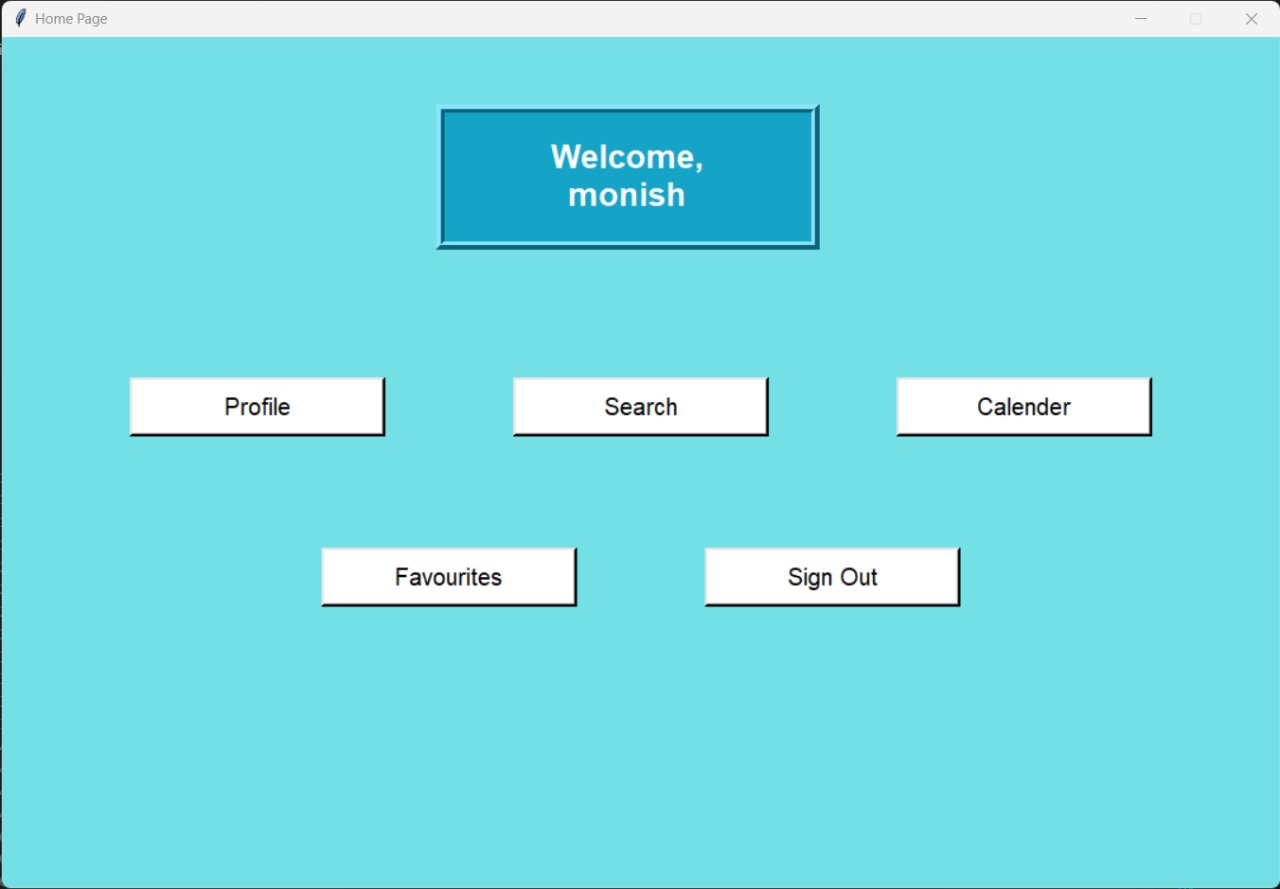 Home Page
Welcome,
monish
Profile
Search
Calender
Favourites
Sign Out